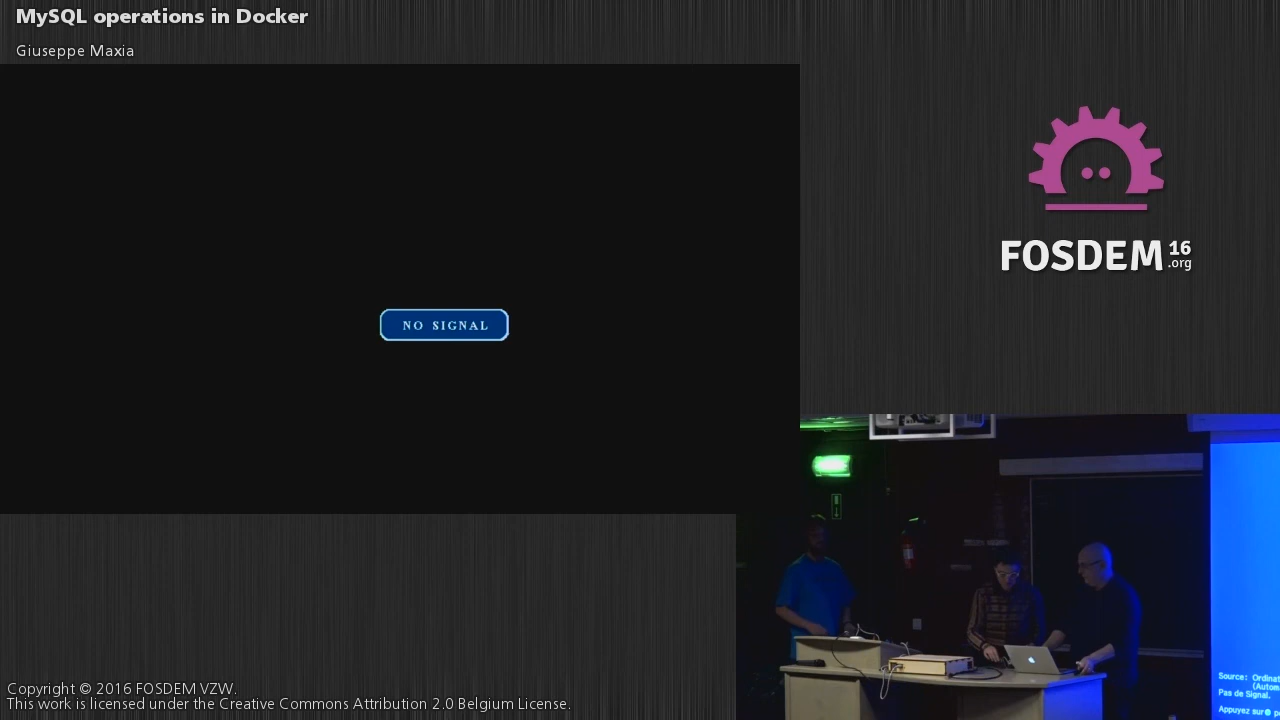 MySQL operations in Docker
Giuseppe Maxia
NO SIGNAL
FOSDEM 16
.org
Source: Ordinat
(Autom
Pas de Signal.
Appuyez sur
Copyright © 2016 FOSDEM VZW.
This work is licensed under the Creative Commons Attribution 2.0 Belgium Licence.